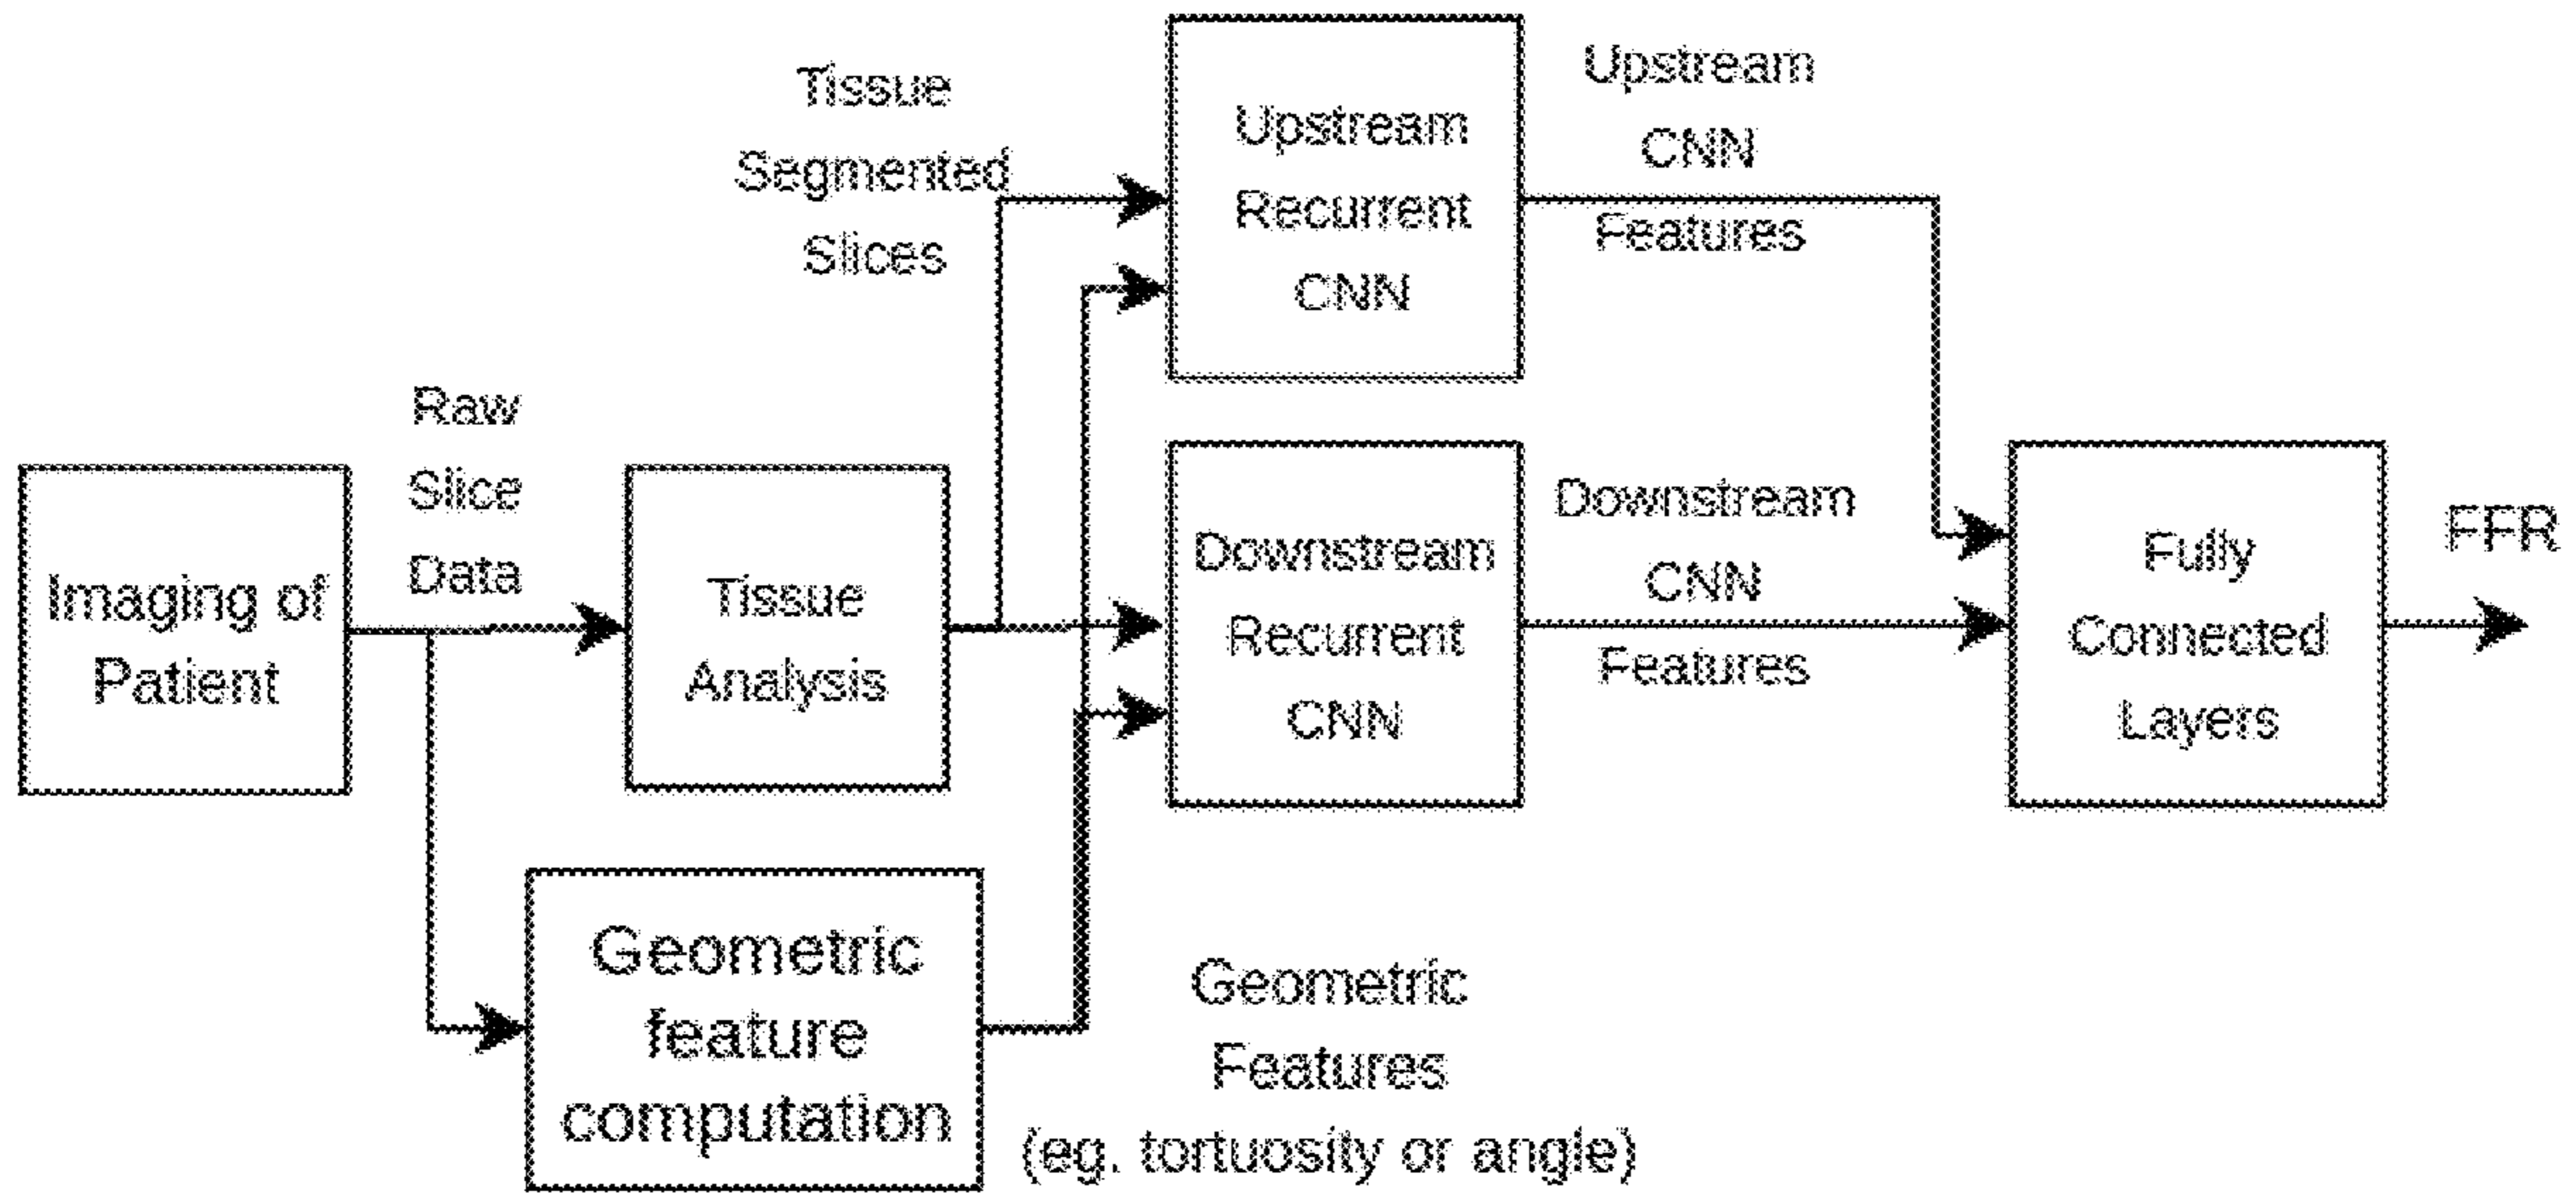 Imaging of
Patient
Raw
Slice
Data
Tissue
Analysis
Geometric
feature
computation
Tissue
Segmented
Slices
Geometric
Features
(eg. tortuosity or angle)
Upstream
Recurrent
CNN
Downstream
Recurrent
CNN
Upstream
CNN
Features
Downstream
CNN
Features
Fully
Connected
Layers
FFR